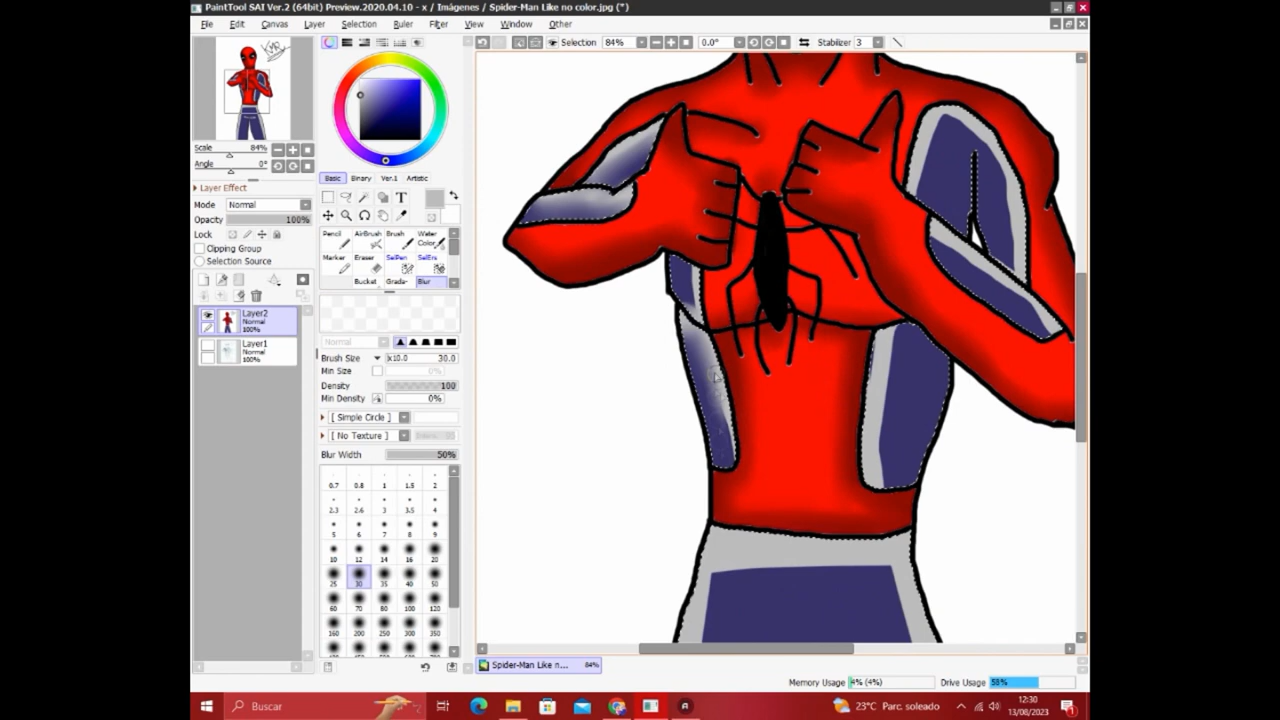 PaintTool SAI Ver.2 (64bit) Preview.2020.04.10 - x / Imágenes / Spider-Man Like no color.jpg (*)
File Edit Canvas Layer Selection Ruler Filter View Window Other
Selection 84% 0.0° Stabilizer 3
Scale 84%
Angle 0°
Layer Effect
Mode Normal
Opacity 100%
Lock
Clipping Group
Selection Source
Layer2
Normal
100%
Layer1
Normal
100%
Basic Binary Ver.1 Artistic
T
Pencil AirBrush Brush Water Color
Marker Eraser SelPen SelErs
Bucket Grada- Blur
Normal
Brush Size x10.0 30.0
Min Size 0%
Density 100
Min Density 0%
[ Simple Circle ]
[ No Texture ]
Blur Width 50%
0.7 0.8 1 1.5 2
2.3 2.6 3 3.5 4
5 6 7 8 9
10 12 14 16 20
25 30 35 40 50
60 70 80 100 120
160 200 250 300 350
Spider-Man Like n... 84%
Memory Usage 4% (4%) Drive Usage 58%
Buscar
23°C Parc. soleado
12:30
13/08/2023
1